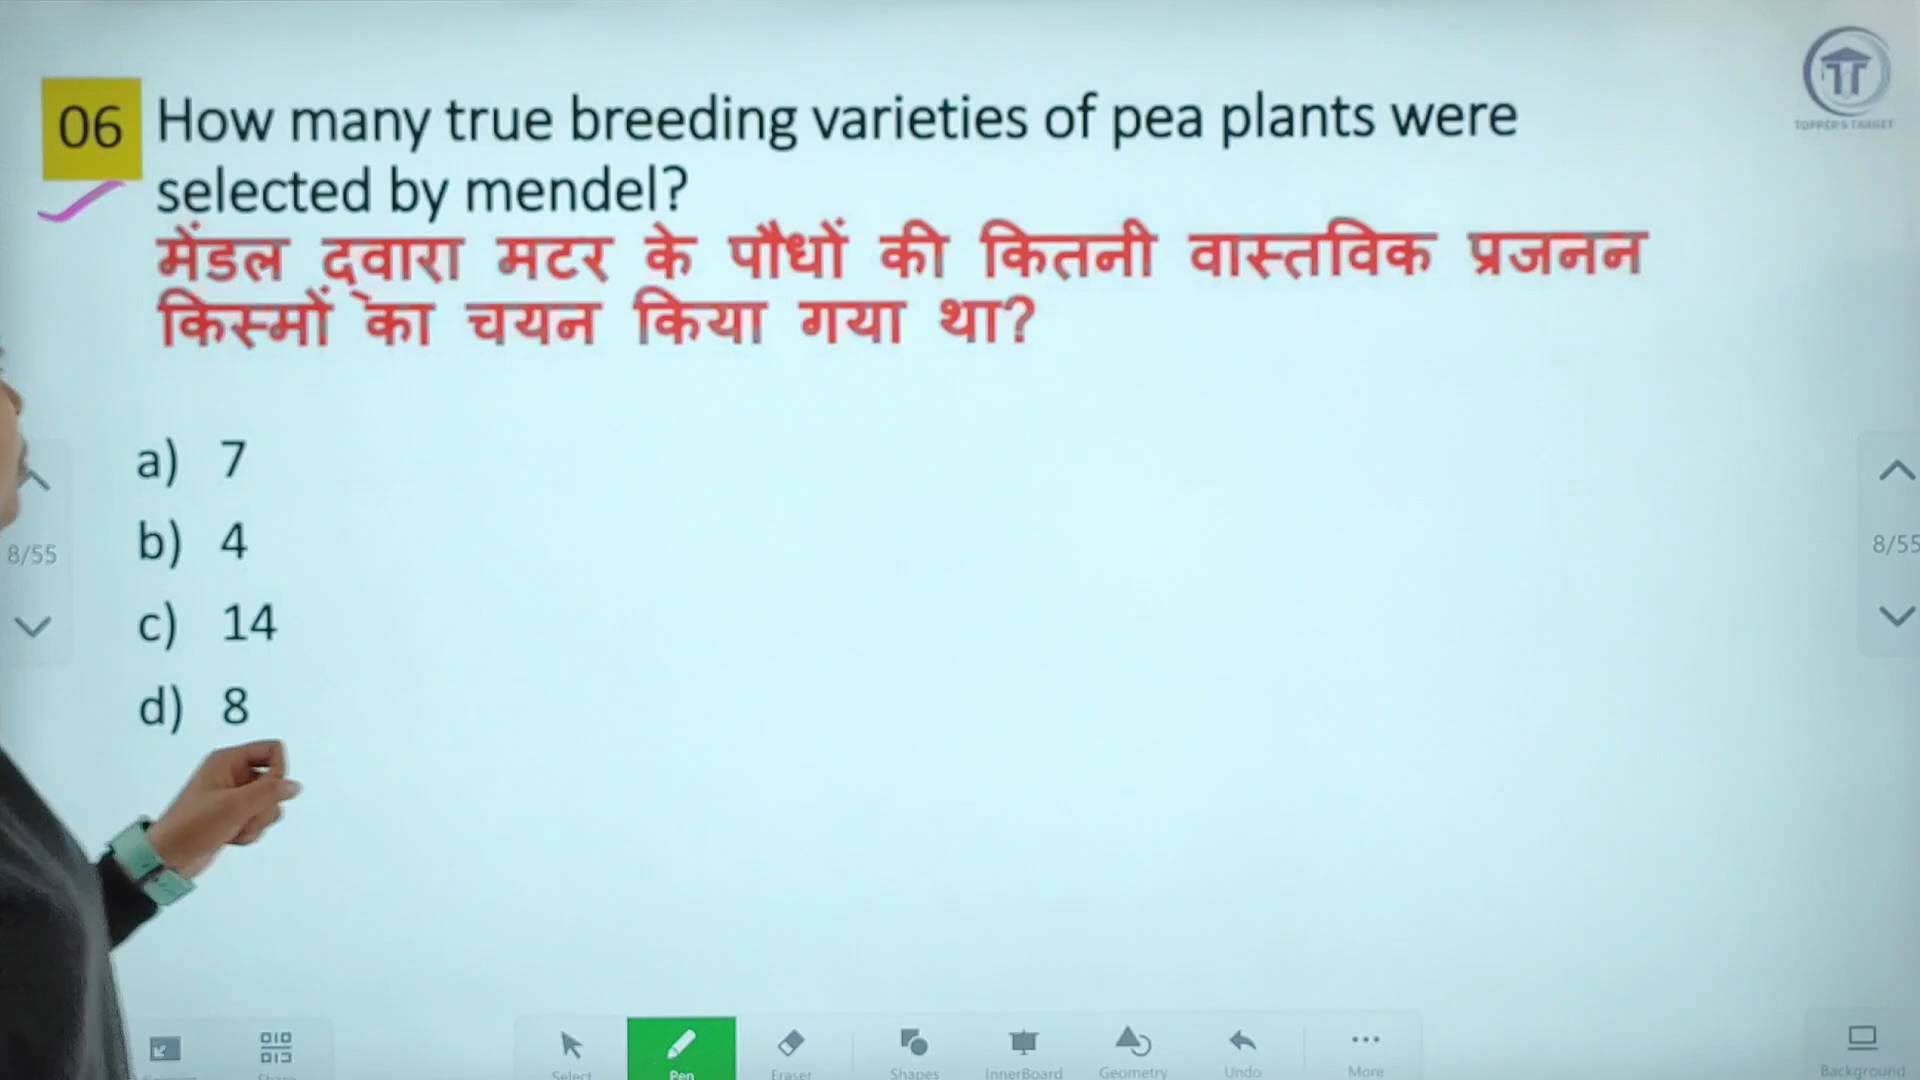 06
How many true breeding varieties of pea plants were
selected by mendel?
मेंडल द्वारा मटर के पौधों की कितनी वास्तविक प्रजनन
किस्मों का चयन किया गया था?
a) 7
b) 4
c) 14
d) 8
TOPPER'S TARGET
8/55
8/55
Select
Pen
Eraser
Shapes
InnerBoard
Geometry
Undo
More
Background